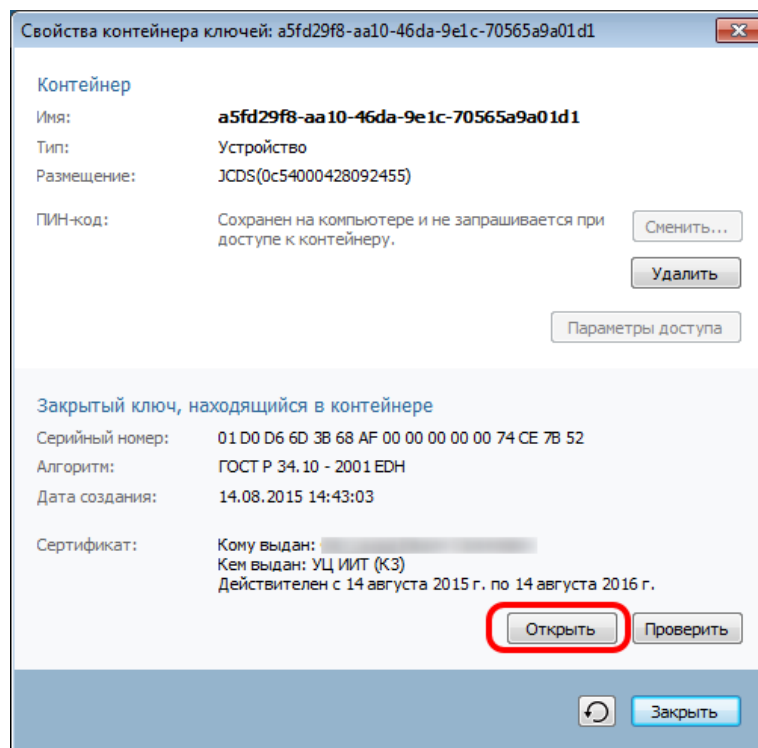 Свойства контейнера ключей: a5fd29f8-aa10-46da-9e1c-70565a9a01d1
Контейнер
Имя: a5fd29f8-aa10-46da-9e1c-70565a9a01d1
Тип: Устройство
Размещение: JCDS(0c54000428092455)
ПИН-код: Сохранен на компьютере и не запрашивается при
доступе к контейнеру.
Сменить...
Удалить
Параметры доступа
Закрытый ключ, находящийся в контейнере
Серийный номер: 01 D0 D6 6D 3B 68 AF 00 00 00 00 00 74 CE 7B 52
Алгоритм: ГОСТ Р 34.10 - 2001 EDH
Дата создания: 14.08.2015 14:43:03
Сертификат: Кому выдан:
Кем выдан: УЦ ИИТ (К3)
Действителен с 14 августа 2015 г. по 14 августа 2016 г.
Открыть Проверить
Закрыть